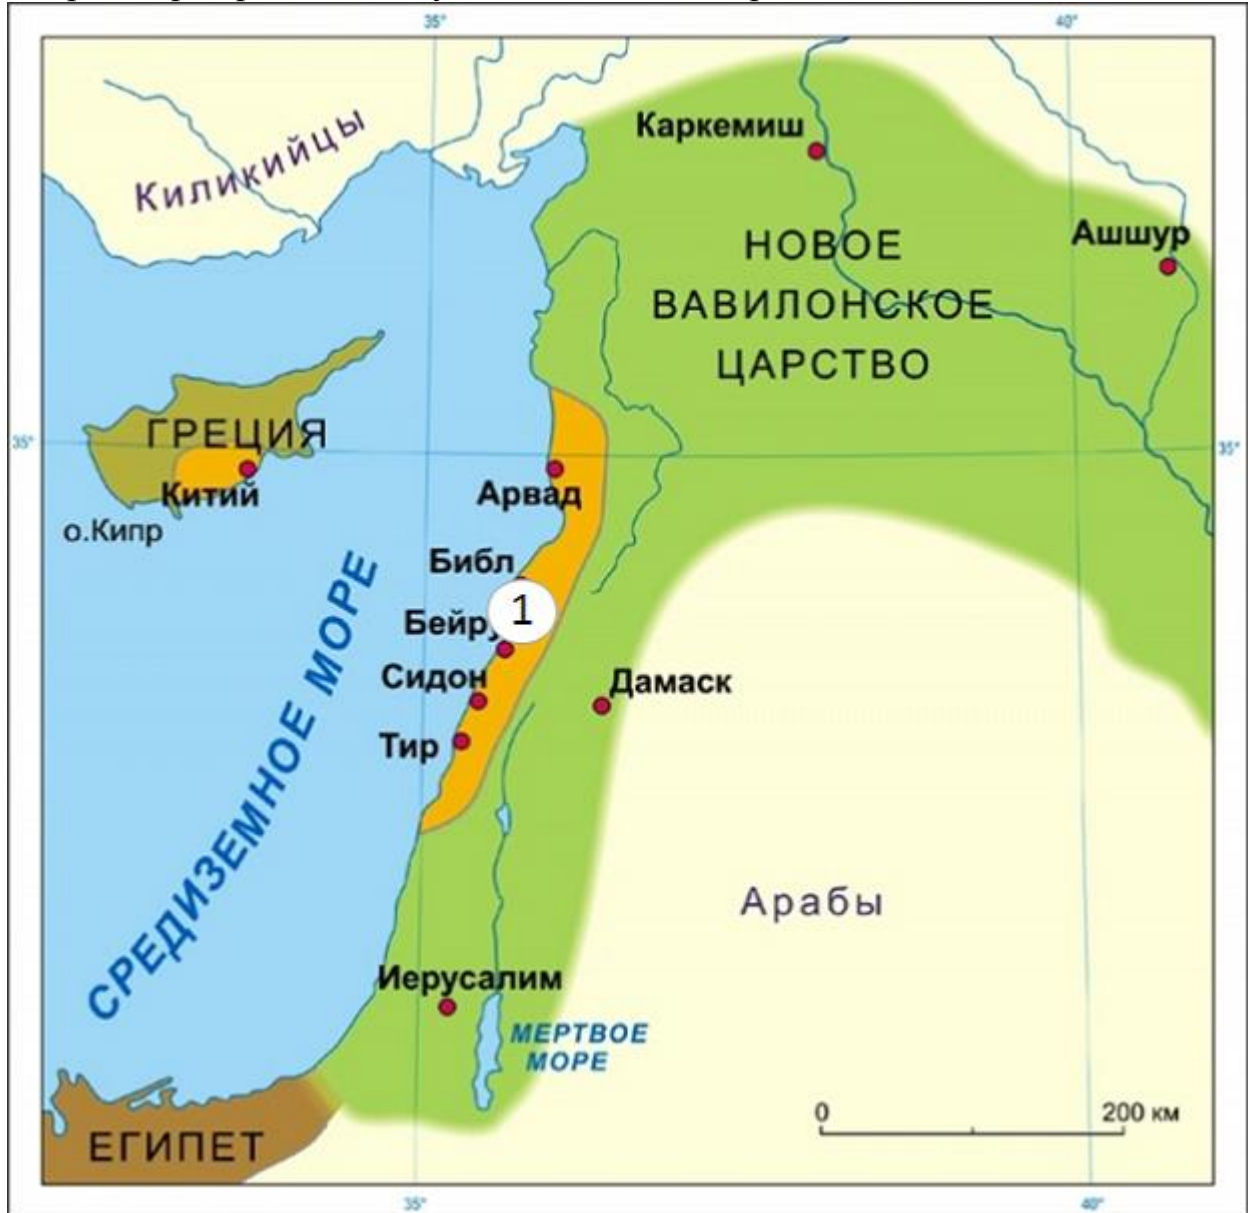 35°
40°
Киликийцы
Каркемиш
Ашшур
НОВОЕ
ВАВИЛОНСКОЕ
ЦАРСТВО
35°
35°
ГРЕЦИЯ
Китий
о.Кипр
Арвад
Библ
1
Бейру
Сидон
Дамаск
Тир
СРЕДИЗЕМНОЕ МОРЕ
Арабы
Иерусалим
МЕРТВОЕ
МОРЕ
0
200 км
ЕГИПЕТ
35°
40°